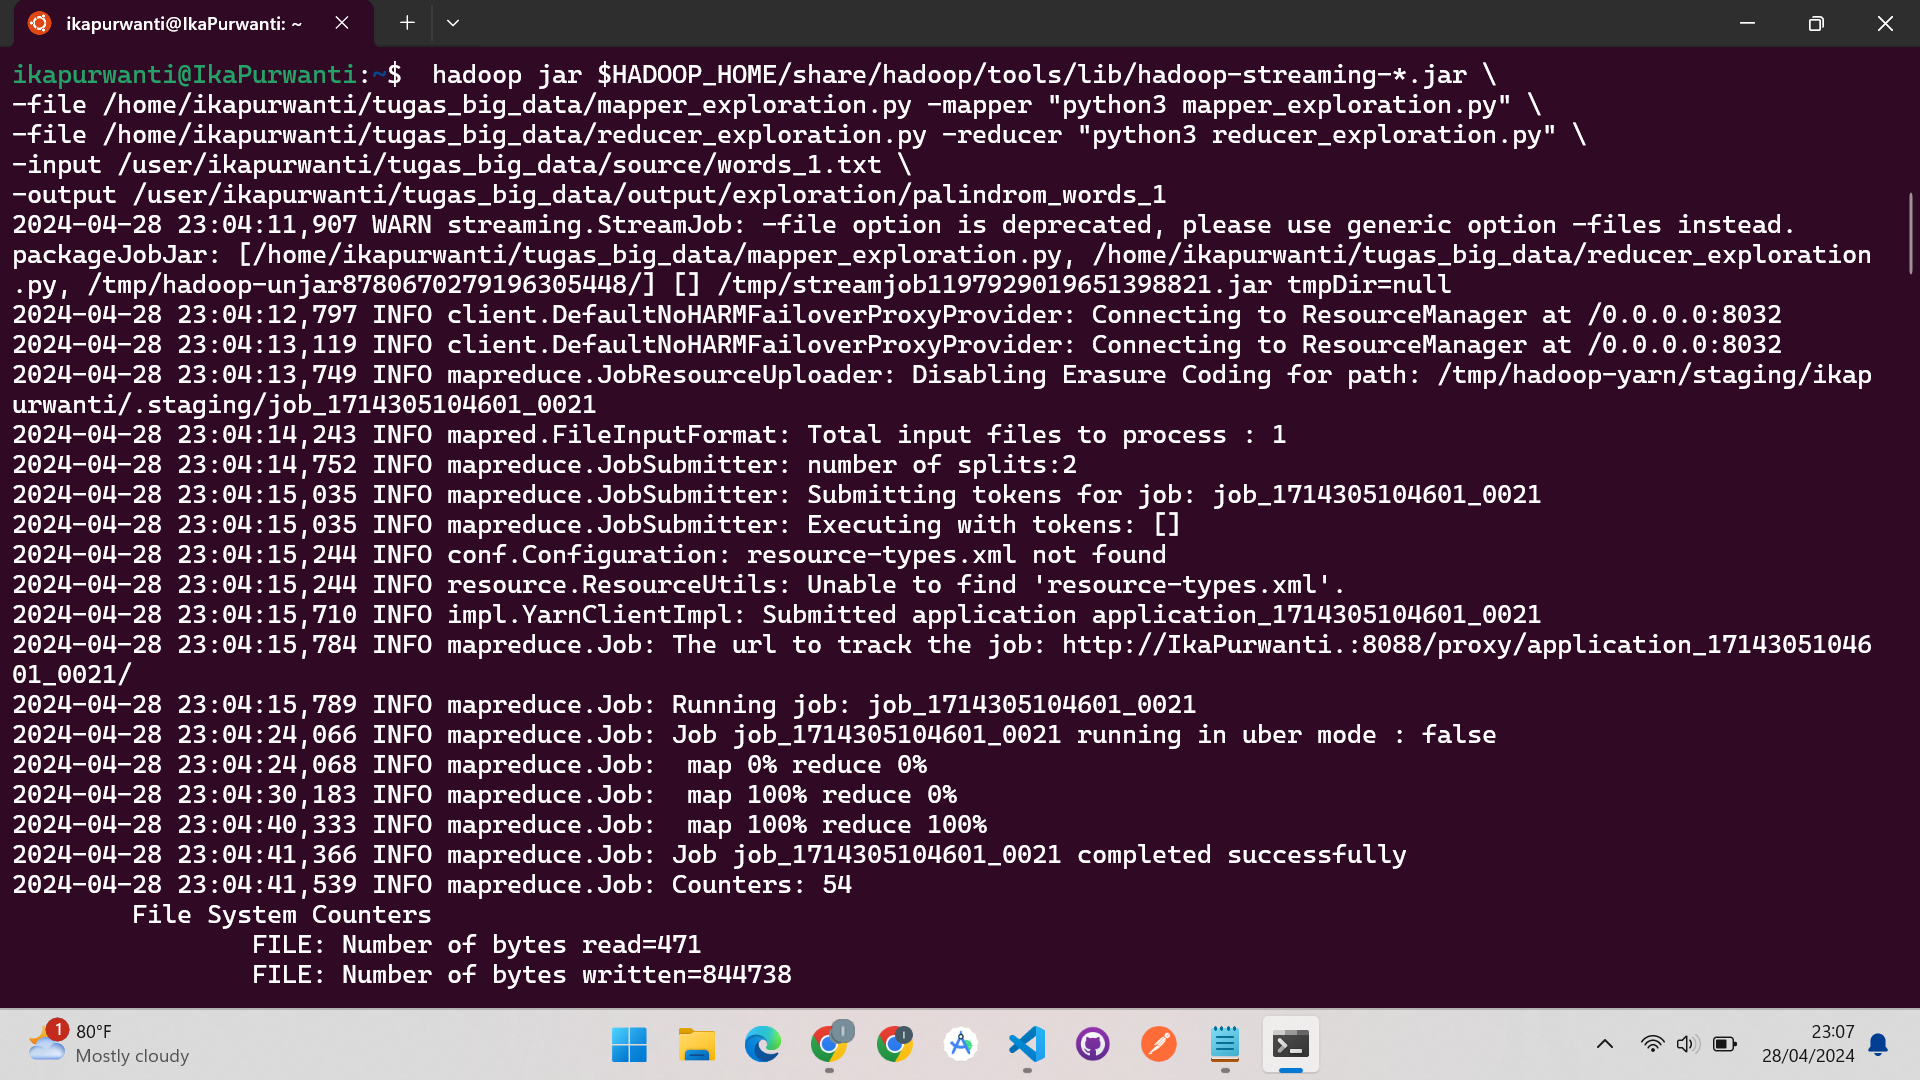 ikapurwanti@IkaPurwanti: ~
ikapurwanti@IkaPurwanti:~$  hadoop jar $HADOOP_HOME/share/hadoop/tools/lib/hadoop-streaming-*.jar \
-file /home/ikapurwanti/tugas_big_data/mapper_exploration.py -mapper "python3 mapper_exploration.py" \
-file /home/ikapurwanti/tugas_big_data/reducer_exploration.py -reducer "python3 reducer_exploration.py" \
-input /user/ikapurwanti/tugas_big_data/source/words_1.txt \
-output /user/ikapurwanti/tugas_big_data/output/exploration/palindrom_words_1
2024-04-28 23:04:11,907 WARN streaming.StreamJob: -file option is deprecated, please use generic option -files instead.
packageJobJar: [/home/ikapurwanti/tugas_big_data/mapper_exploration.py, /home/ikapurwanti/tugas_big_data/reducer_exploration
.py, /tmp/hadoop-unjar8780670279196305448/] [] /tmp/streamjob1197929019651398821.jar tmpDir=null
2024-04-28 23:04:12,797 INFO client.DefaultNoHARMFailoverProxyProvider: Connecting to ResourceManager at /0.0.0.0:8032
2024-04-28 23:04:13,119 INFO client.DefaultNoHARMFailoverProxyProvider: Connecting to ResourceManager at /0.0.0.0:8032
2024-04-28 23:04:13,749 INFO mapreduce.JobResourceUploader: Disabling Erasure Coding for path: /tmp/hadoop-yarn/staging/ikap
urwanti/.staging/job_1714305104601_0021
2024-04-28 23:04:14,243 INFO mapred.FileInputFormat: Total input files to process : 1
2024-04-28 23:04:14,752 INFO mapreduce.JobSubmitter: number of splits:2
2024-04-28 23:04:15,035 INFO mapreduce.JobSubmitter: Submitting tokens for job: job_1714305104601_0021
2024-04-28 23:04:15,035 INFO mapreduce.JobSubmitter: Executing with tokens: []
2024-04-28 23:04:15,244 INFO conf.Configuration: resource-types.xml not found
2024-04-28 23:04:15,244 INFO resource.ResourceUtils: Unable to find 'resource-types.xml'.
2024-04-28 23:04:15,710 INFO impl.YarnClientImpl: Submitted application application_1714305104601_0021
2024-04-28 23:04:15,784 INFO mapreduce.Job: The url to track the job: http://IkaPurwanti.:8088/proxy/application_17143051046
01_0021/
2024-04-28 23:04:15,789 INFO mapreduce.Job: Running job: job_1714305104601_0021
2024-04-28 23:04:24,066 INFO mapreduce.Job: Job job_1714305104601_0021 running in uber mode : false
2024-04-28 23:04:24,068 INFO mapreduce.Job:  map 0% reduce 0%
2024-04-28 23:04:30,183 INFO mapreduce.Job:  map 100% reduce 0%
2024-04-28 23:04:40,333 INFO mapreduce.Job:  map 100% reduce 100%
2024-04-28 23:04:41,366 INFO mapreduce.Job: Job job_1714305104601_0021 completed successfully
2024-04-28 23:04:41,539 INFO mapreduce.Job: Counters: 54
File System Counters
FILE: Number of bytes read=471
FILE: Number of bytes written=844738
1
80°F
Mostly cloudy
I
I
23:07
28/04/2024